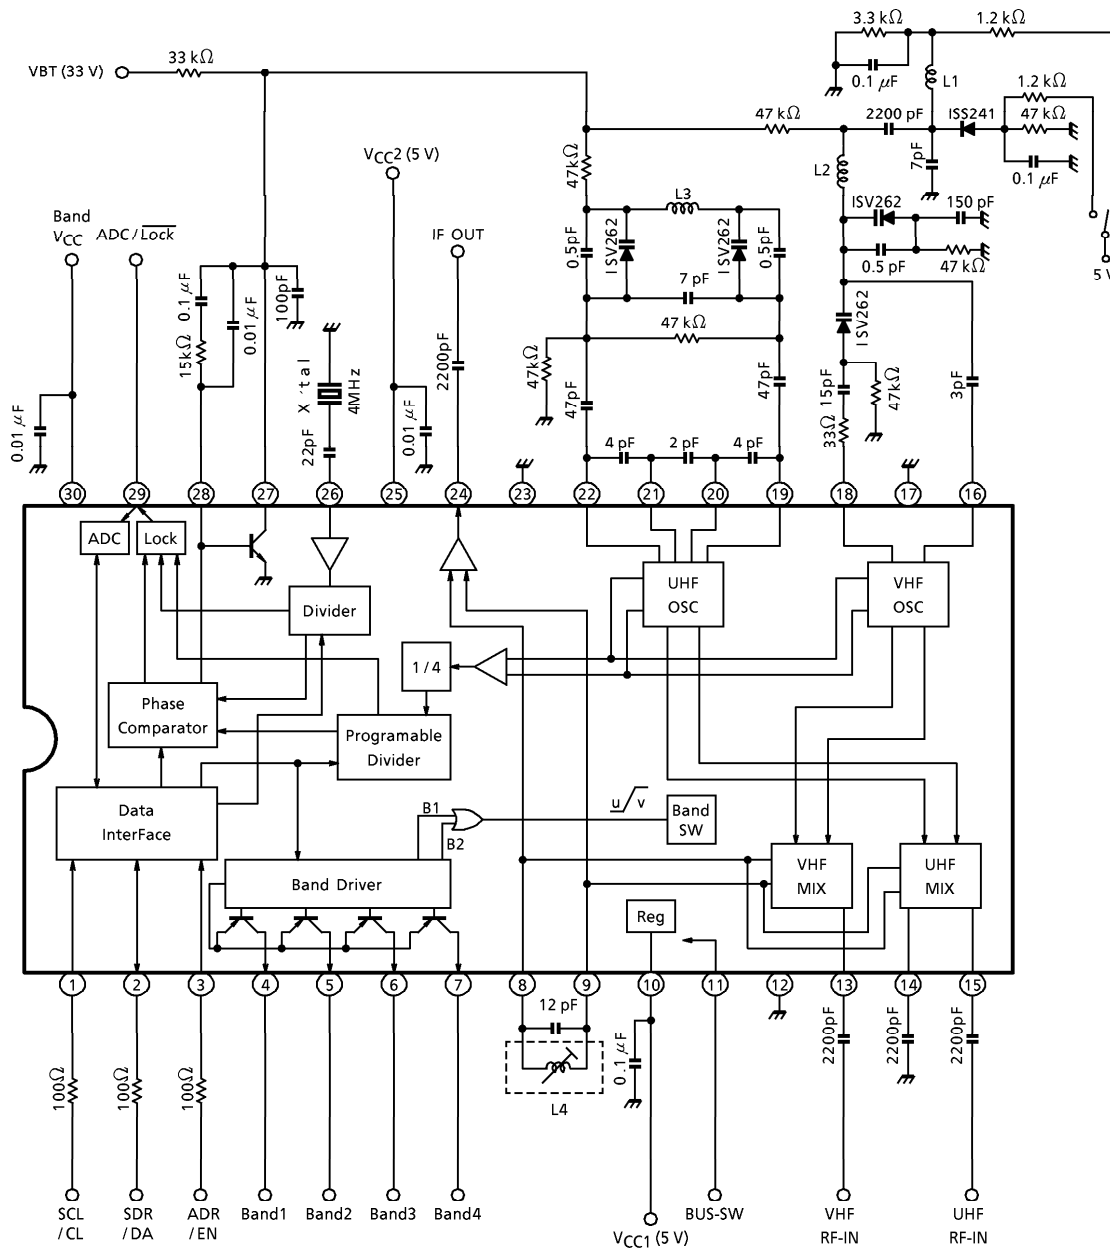 3.3 kΩ
1.2 kΩ
VBT (33 V)
33 kΩ
0.1 μF
L1
1.2 kΩ
47 kΩ
2200 pF
ISS241
47 kΩ
VCC2 (5 V)
47kΩ
L2
7pF
0.1 μF
L3
Band
VCC
ADC / Lock
IF OUT
ISV262
150 pF
0.5pF
ISV262
ISV262
0.5pF
0.5 pF
47 kΩ
5 V
0.1 μF
0.01 μF
100pF
7 pF
47 kΩ
ISV262
15kΩ
X'tal
4MHz
2200pF
47kΩ
47pF
47pF
15pF
47kΩ
3pF
0.01 μF
22pF
0.01 μF
33Ω
4 pF
2 pF
4 pF
30
29
28
27
26
25
24
23
22
21
20
19
18
17
16
ADC
Lock
UHF
OSC
VHF
OSC
Divider
1 / 4
Phase
Comparator
Programable
Divider
Data
InterFace
B1
B2
u
v
Band
SW
Band Driver
VHF
MIX
UHF
MIX
Reg
1
2
3
4
5
6
7
8
9
10
11
12
13
14
15
12 pF
0.1 μF
2200pF
2200pF
2200pF
100Ω
100Ω
100Ω
L4
SCL
/ CL
SDR
/ DA
ADR
/ EN
Band1
Band2
Band3
Band4
VCC1 (5 V)
BUS-SW
VHF
RF-IN
UHF
RF-IN